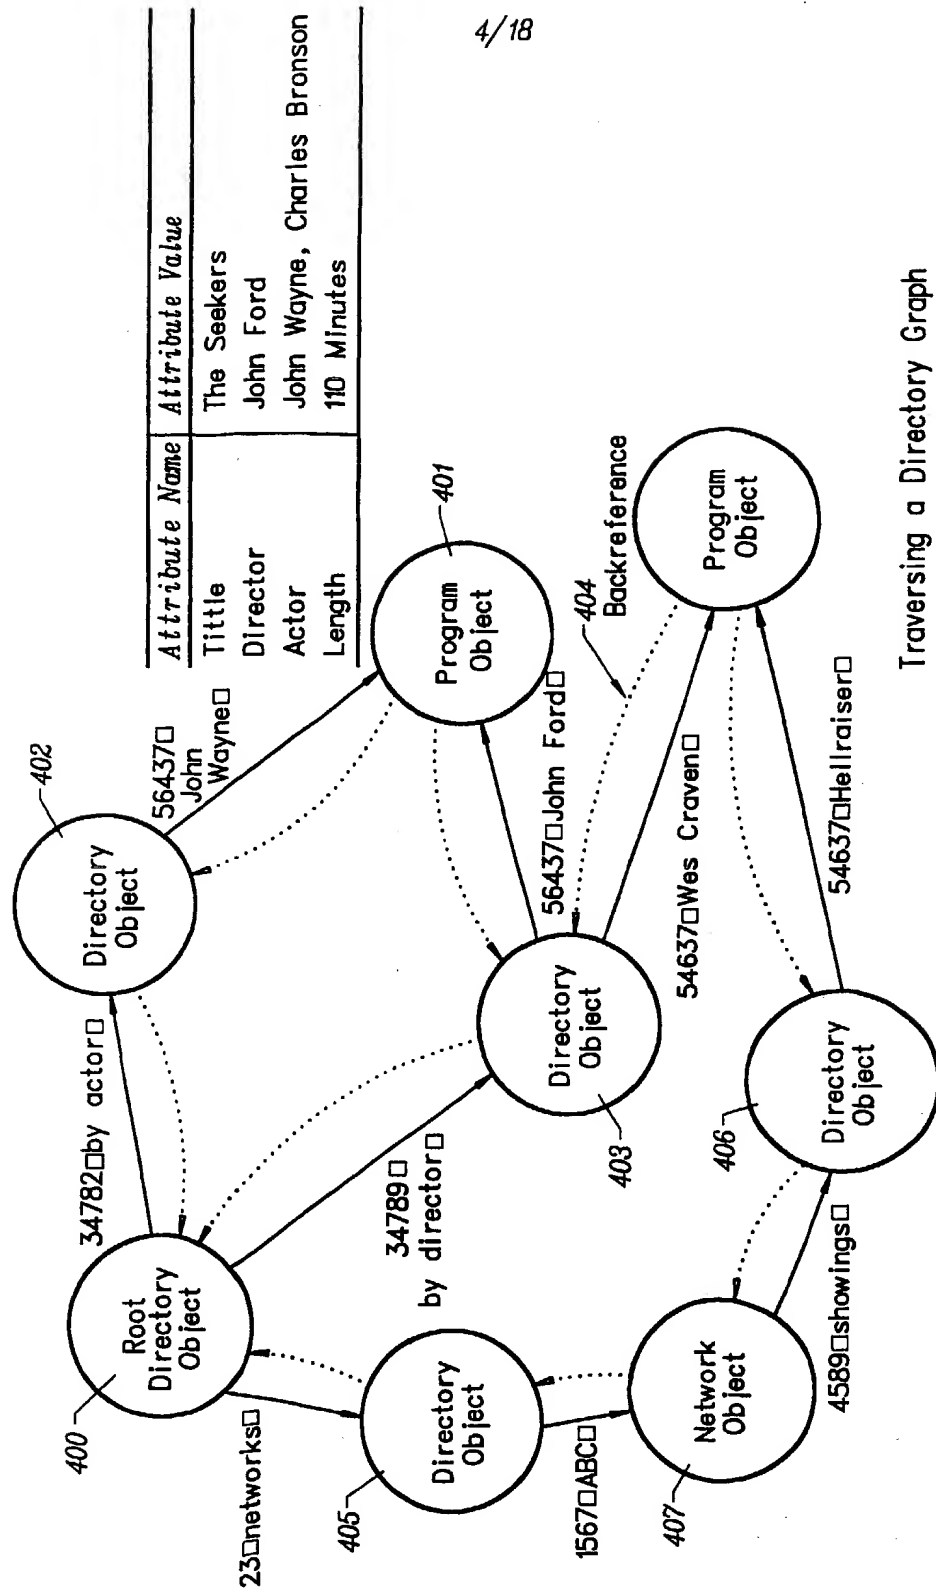 4/18
Attribute Name Attribute Value
Tittle The Seekers
Director John Ford
Actor John Wayne, Charles Bronson
Length 110 Minutes
402
Directory
Object
56437□
John
Wayne□
401
Program
Object
34782□by actor□
400
Root
Directory
Object
34789□
by director□
Directory
Object
403
56437□John Ford□
404
Backreference
54637□Wes Craven□
Program
Object
23□networks□
405
Directory
Object
1567□ABC□
Network
Object
407
4589□showings□
406
Directory
Object
54637□Hellraiser□
Traversing a Directory Graph